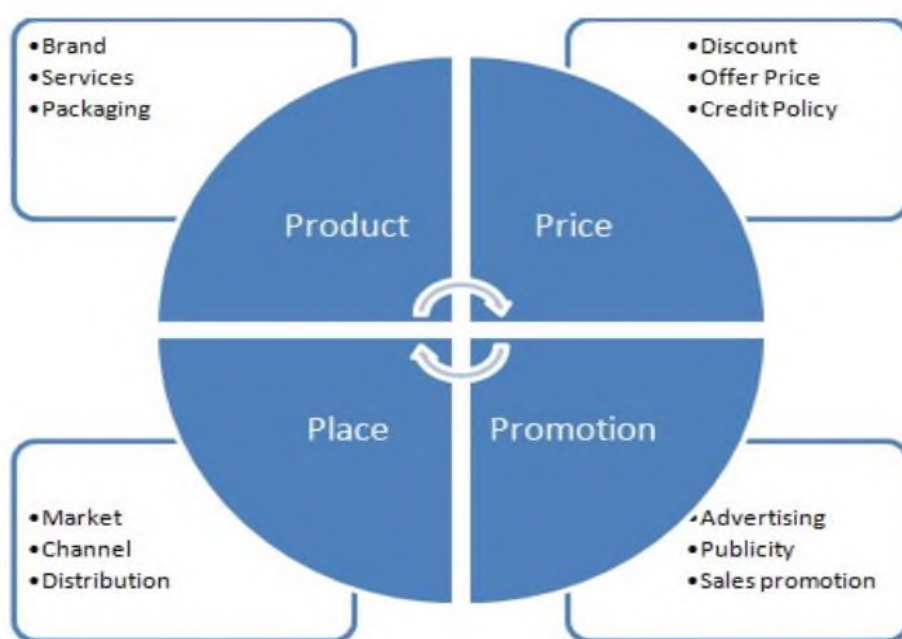 •Brand
•Services
•Packaging
•Discount
•Offer Price
•Credit Policy
Product
Price
Place
Promotion
•Market
•Channel
•Distribution
•Advertising
•Publicity
•Sales promotion